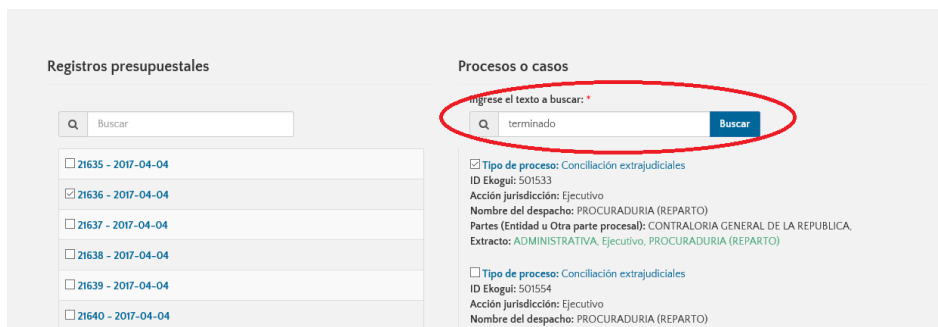 Registros presupuestales
Buscar
21635 - 2017-04-04
21636 - 2017-04-04
21637 - 2017-04-04
21638 - 2017-04-04
21639 - 2017-04-04
21640 - 2017-04-04
Procesos o casos
Ingrese el texto a buscar: *
terminado Buscar
Tipo de proceso: Conciliación extrajudiciales
ID Ekogui: 501533
Acción jurisdicción: Ejecutivo
Nombre del despacho: PROCURADURIA (REPARTO)
Partes (Entidad u Otra parte procesal): CONTRALORIA GENERAL DE LA REPUBLICA,
Extracto: ADMINISTRATIVA, Ejecutivo, PROCURADURIA (REPARTO)
Tipo de proceso: Conciliación extrajudiciales
ID Ekogui: 501554
Acción jurisdicción: Ejecutivo
Nombre del despacho: PROCURADURIA (REPARTO)